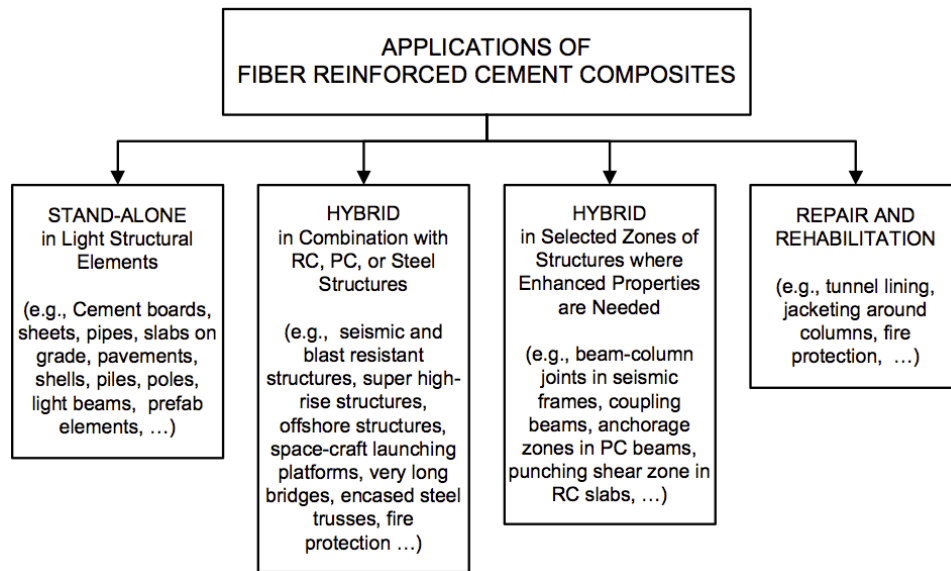 APPLICATIONS OF
FIBER REINFORCED CEMENT COMPOSITES
STAND-ALONE
in Light Structural
Elements
(e.g., Cement boards,
sheets, pipes, slabs on
grade, pavements,
shells, piles, poles,
light beams, prefab
elements, …)
HYBRID
in Combination with
RC, PC, or Steel
Structures
(e.g., seismic and
blast resistant
structures, super high-
rise structures,
offshore structures,
space-craft launching
platforms, very long
bridges, encased steel
trusses, fire
protection …)
HYBRID
in Selected Zones of
Structures where
Enhanced Properties
are Needed
(e.g., beam-column
joints in seismic
frames, coupling
beams, anchorage
zones in PC beams,
punching shear zone in
RC slabs, …)
REPAIR AND
REHABILITATION
(e.g., tunnel lining,
jacketing around
columns, fire
protection, …)